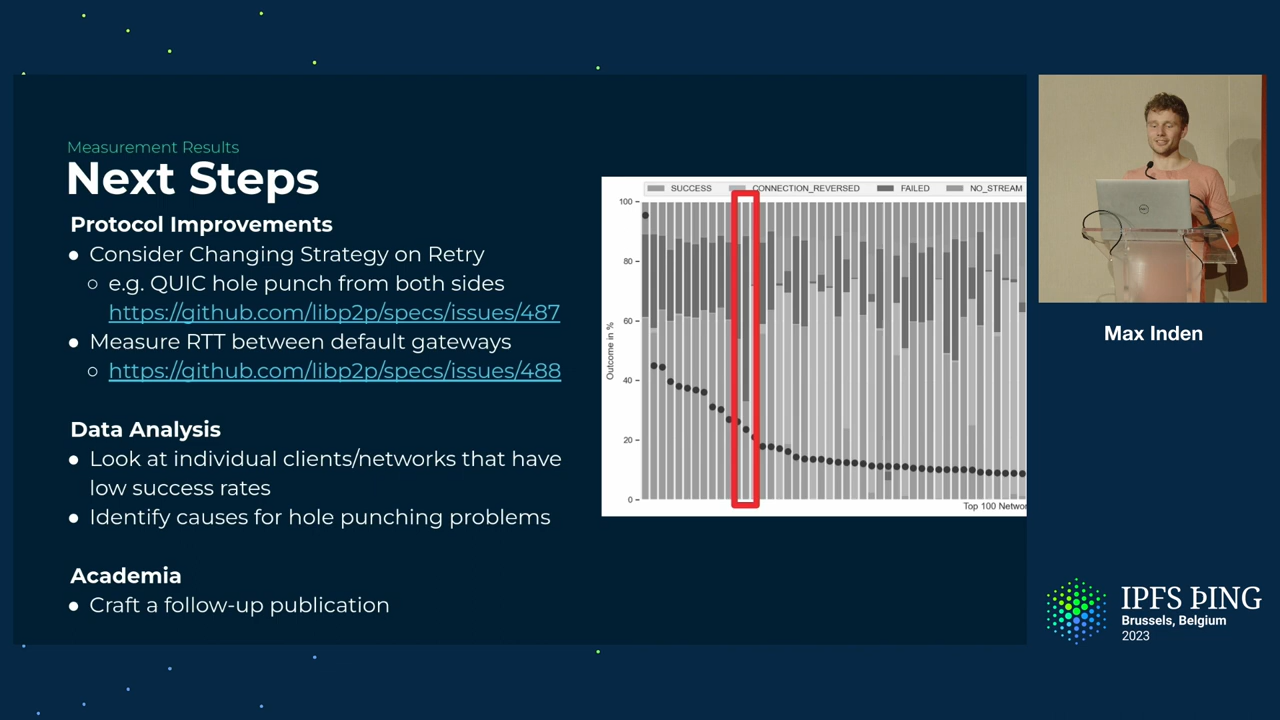 Measurement Results
Next Steps
Protocol Improvements
● Consider Changing Strategy on Retry
○ e.g. QUIC hole punch from both sides
https://github.com/libp2p/specs/issues/487
● Measure RTT between default gateways
○ https://github.com/libp2p/specs/issues/488
Data Analysis
● Look at individual clients/networks that have
low success rates
● Identify causes for hole punching problems
Academia
● Craft a follow-up publication
SUCCESS CONNECTION_REVERSED FAILED NO_STREAM
100
80
60
40
20
0
Outcome in %
Top 100 Networ
Max Inden
IPFS ÞING
Brussels, Belgium
2023